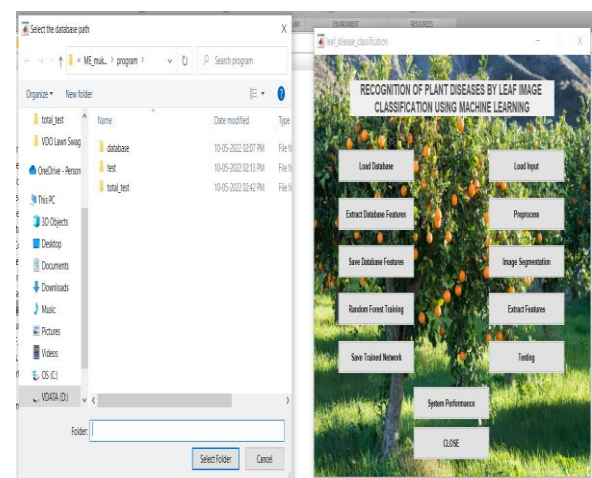 ENVIRONMENT
RESOURCES
Select the database path
X
« ME_muk... > program >
Search program
Organize
New folder
total_test
VDO Lawn Swag
OneDrive - Person
This PC
3D Objects
Desktop
Documents
Downloads
Music
Pictures
Videos
OS (C:)
VDATA (D:)
Name
Date modified
Type
database
10-05-2022 02:07 PM
File f
test
10-05-2022 02:13 PM
File f
total_test
10-05-2022 02:42 PM
File f
Folder:
Select Folder
Cancel
leaf_disease_classification
RECOGNITION OF PLANT DISEASES BY LEAF IMAGE
CLASSIFICATION USING MACHINE LEARNING
Load Database
Load Input
Extract Database Features
Preprocess
Save Database Features
Image Segmentation
Random Forest Training
Extract Features
Save Trained Network
Testing
System Performance
CLOSE